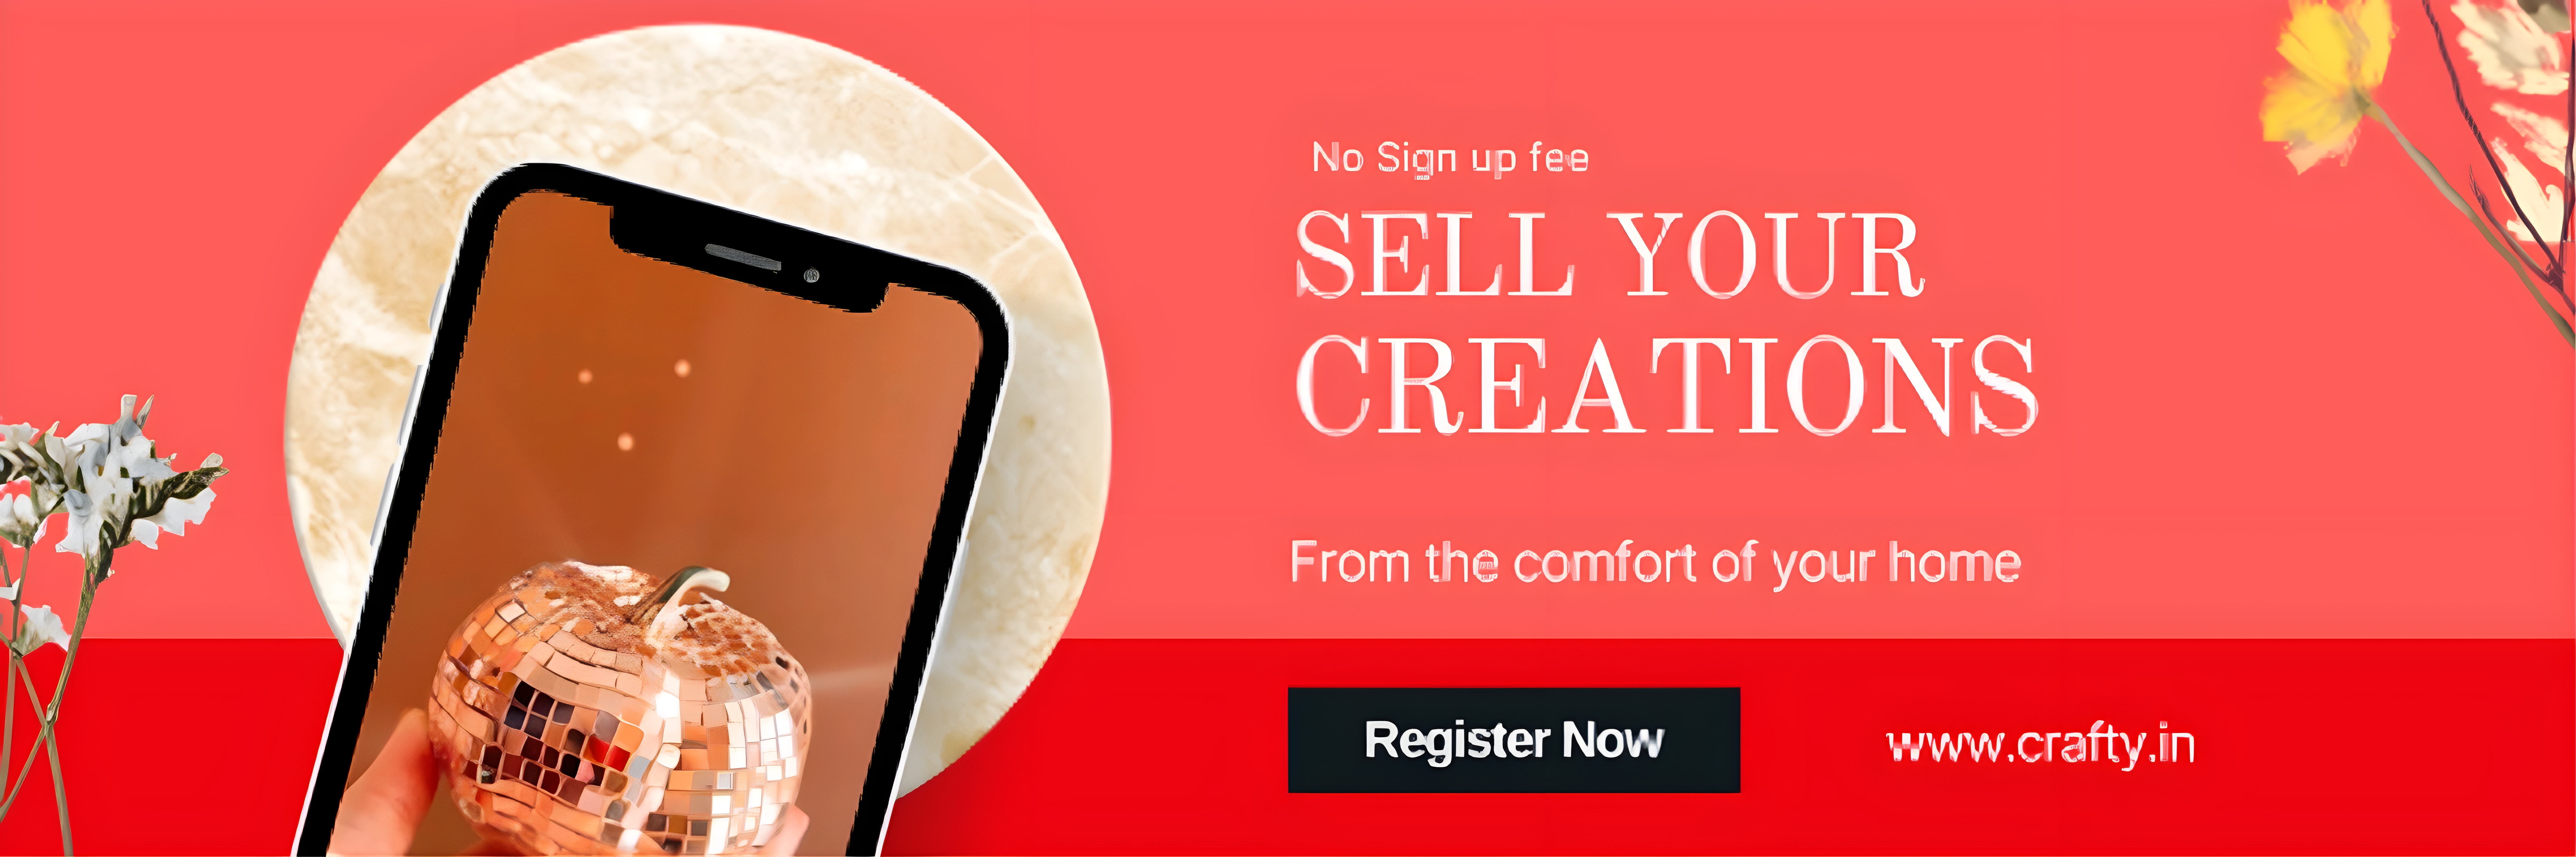 No Sign up fee
SELL YOUR
CREATIONS
From the comfort of your home
Register Now
www.crafty.in